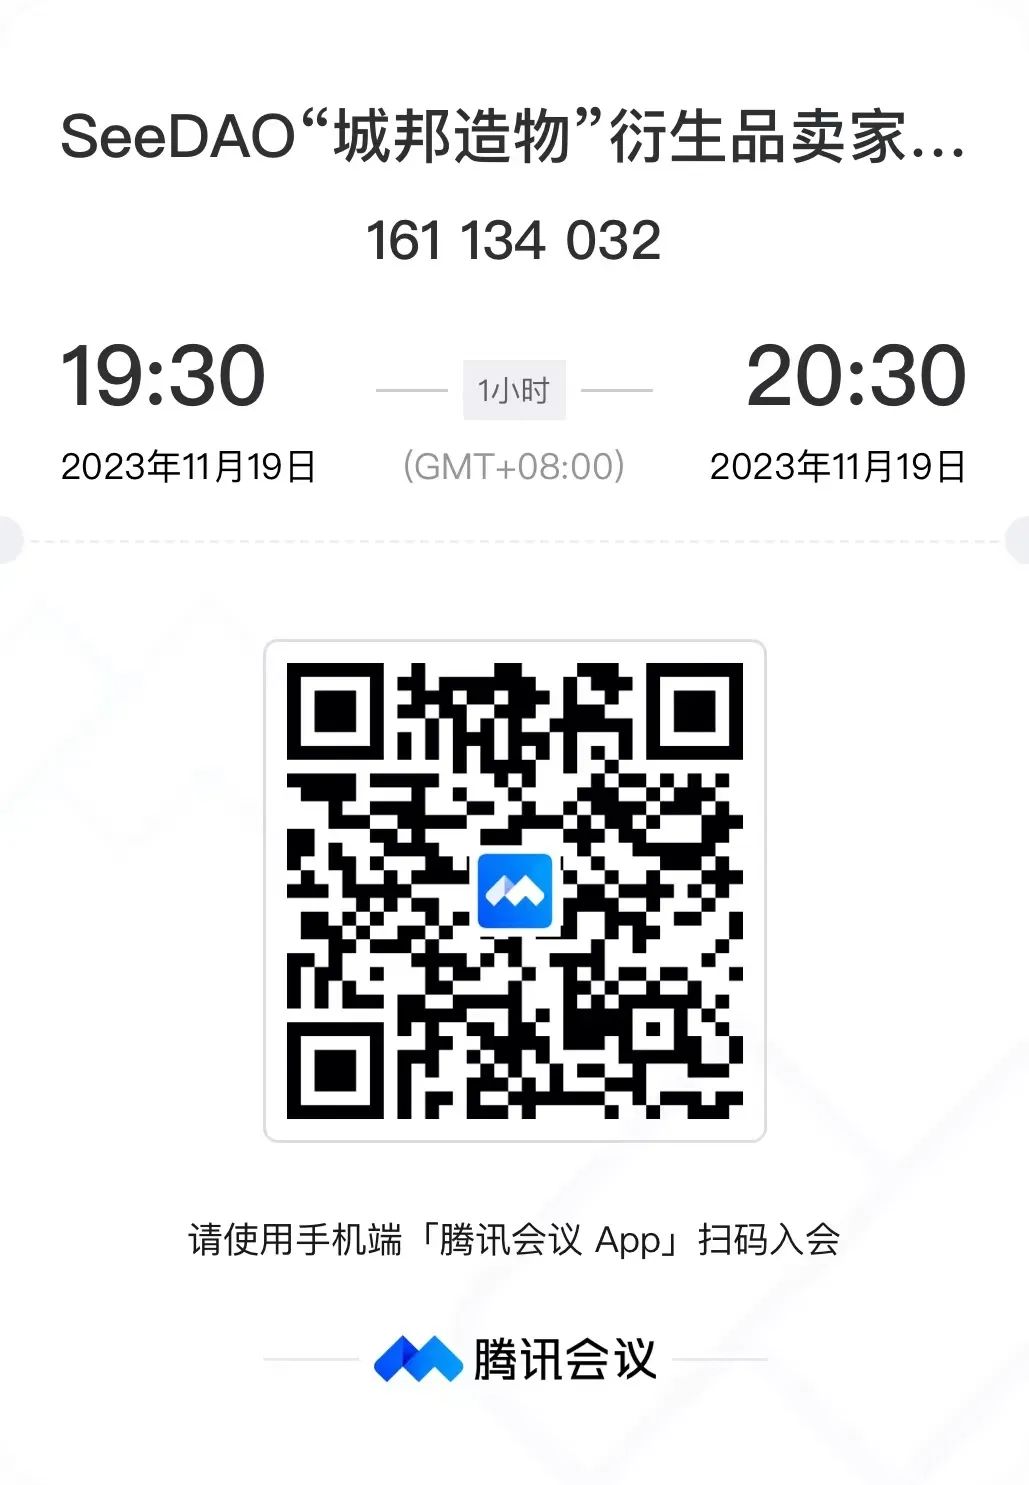 SeeDAO“城邦造物”衍生品卖家...
161 134 032
19:30
1小时
20:30
2023年11月19日
(GMT+08:00)
2023年11月19日
请使用手机端「腾讯会议 App」扫码入会
腾讯会议